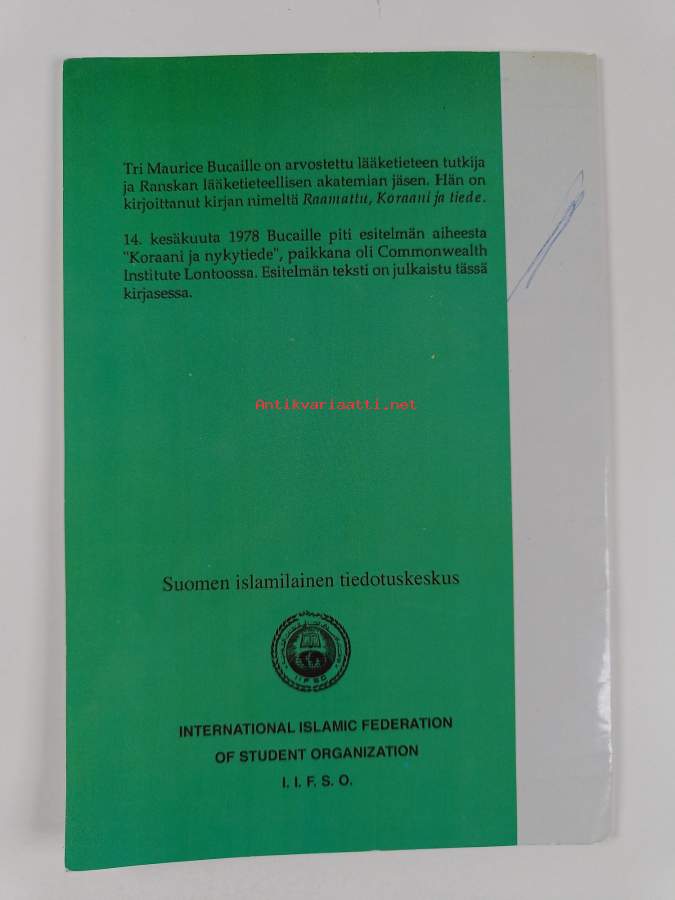 Tri Maurice Bucaille on arvostettu lääketieteen tutkija
ja Ranskan lääketieteellisen akatemian jäsen. Hän on
kirjoittanut kirjan nimeltä Raamattu, Koraani ja tiede.
14. kesäkuuta 1978 Bucaille piti esitelmän aiheesta
"Koraani ja nykytiede", paikkana oli Commonwealth
Institute Lontoossa. Esitelmän teksti on julkaistu tässä
kirjasessa.
Antikvariaatti.net
Suomen islamilainen tiedotuskeskus
IIFSO
INTERNATIONAL ISLAMIC FEDERATION
OF STUDENT ORGANIZATION
I. I. F. S. O.